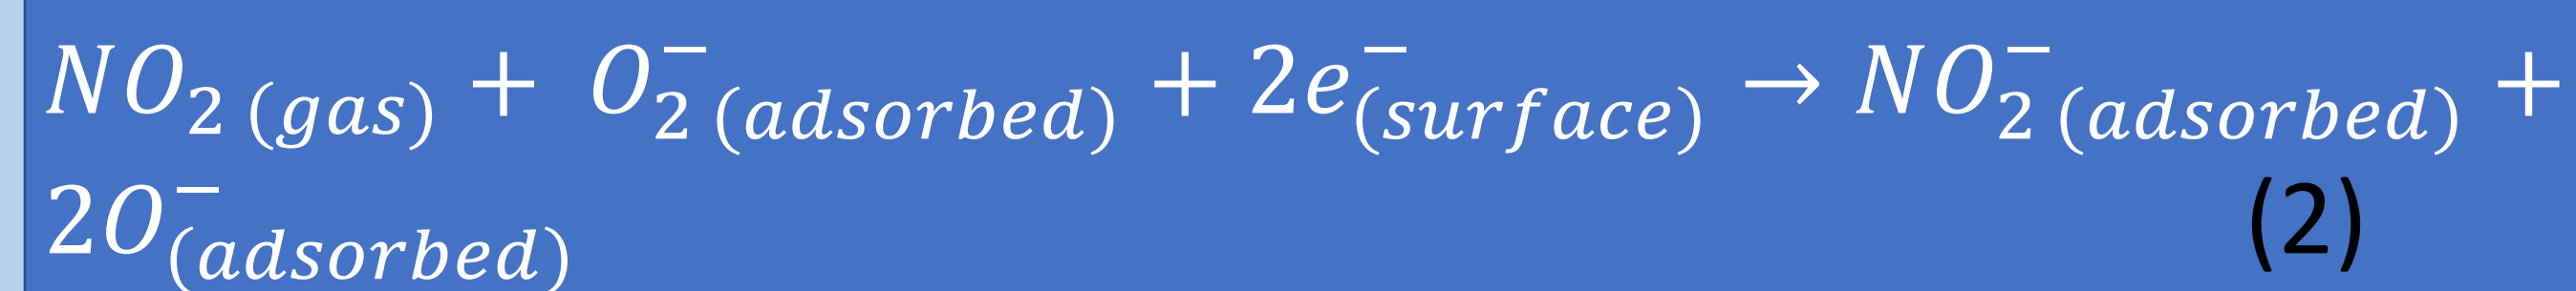 NO₂ (gas) + O₂⁻ (adsorbed) + 2e⁻(surface) → NO₂⁻ (adsorbed) +
2O⁻(adsorbed) (2)